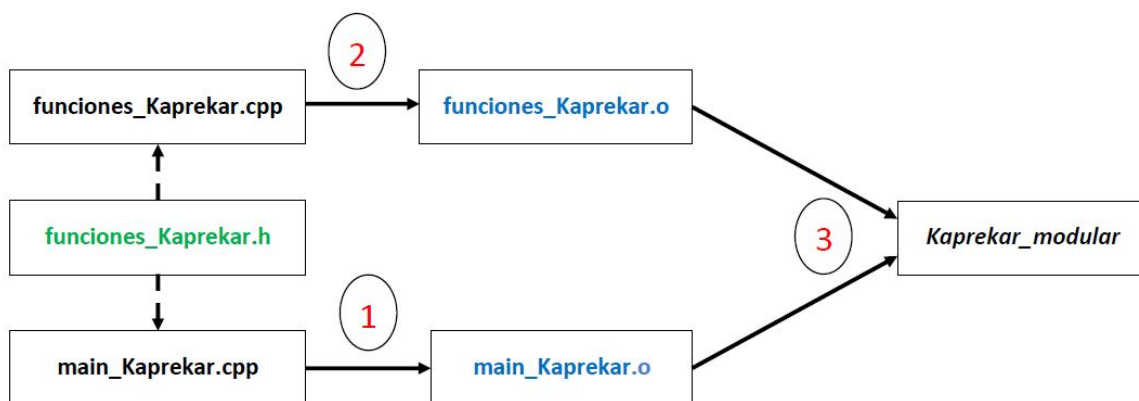 2
funciones_Kaprekar.cpp
funciones_Kaprekar.o
funciones_Kaprekar.h
3
Kaprekar_modular
1
main_Kaprekar.cpp
main_Kaprekar.o